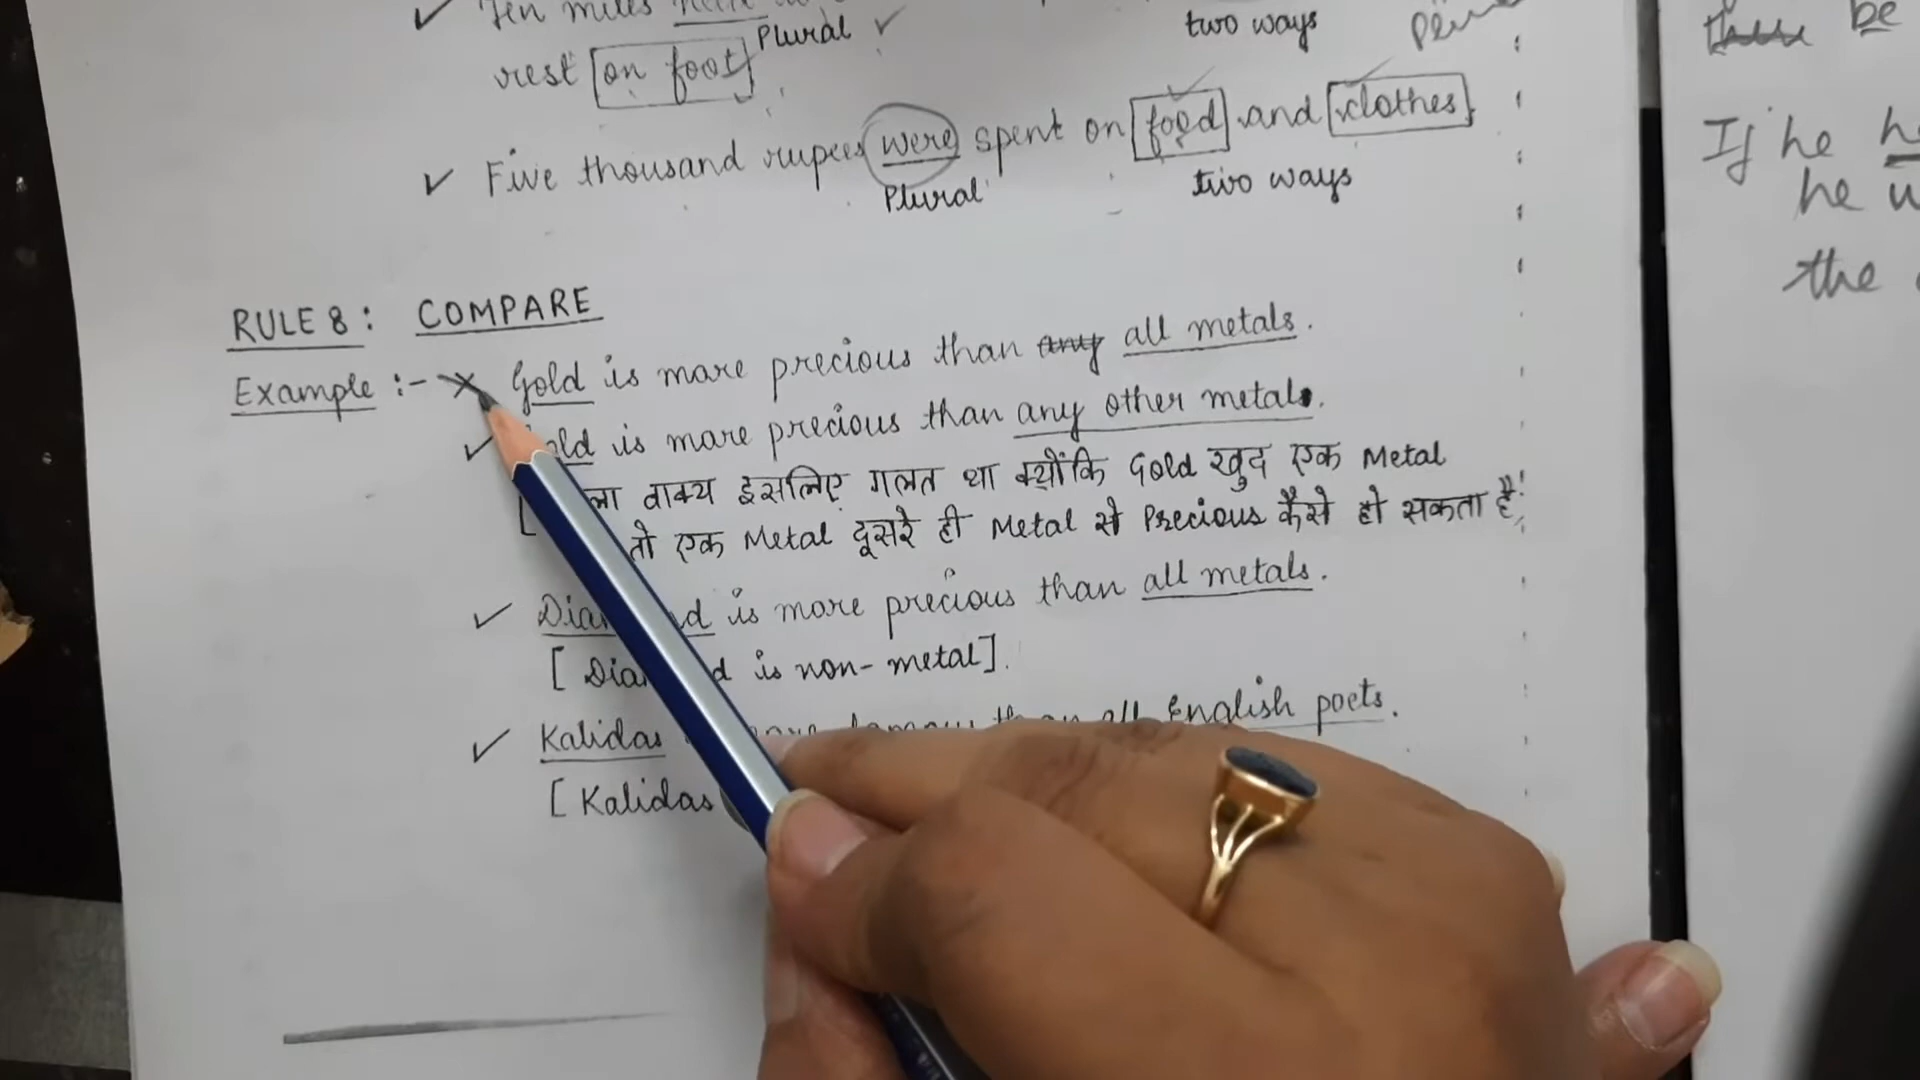 ✓ Ten miles
Plural ✓ two ways
rest on foot
✓ Five thousand rupees were spent on food and clothes
Plural two ways
RULE 8: COMPARE
Example :- ✗ Gold is more precious than any all metals.
✓ Gold is more precious than any other metal.
[ वाक्य इसलिए गलत था क्योंकि Gold खुद एक Metal
तो एक Metal दूसरे ही Metal से Precious कैसे हो सकता है!
✓ is more precious than all metals.
[ is non-metal].
✓ Kalidas all English poets.
[ Kalidas
be
If he
he
the